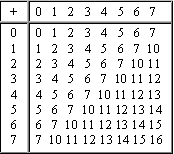 + 0 1 2 3 4 5 6 7
0 0 1 2 3 4 5 6 7
1 1 2 3 4 5 6 7 10
2 2 3 4 5 6 7 10 11
3 3 4 5 6 7 10 11 12
4 4 5 6 7 10 11 12 13
5 5 6 7 10 11 12 13 14
6 6 7 10 11 12 13 14 15
7 7 10 11 12 13 14 15 16